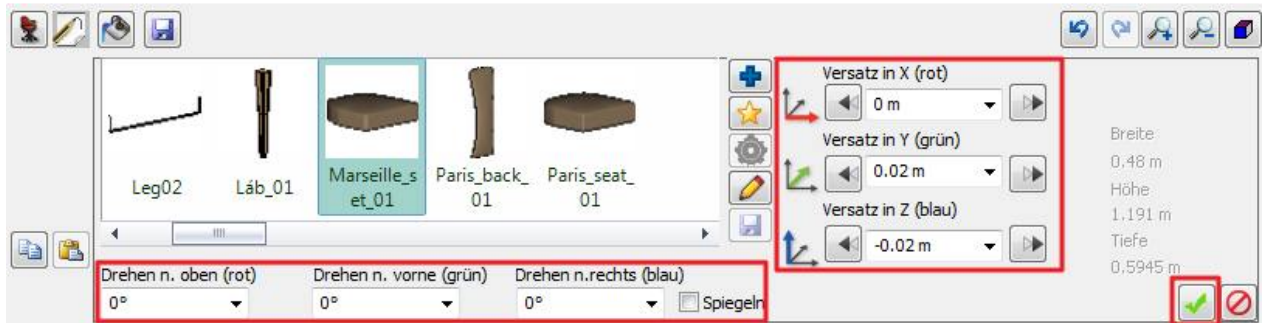 Versatz in X (rot)
0 m
Versatz in Y (grün)
0.02 m
Versatz in Z (blau)
-0.02 m
Leg02
Láb_01
Marseille_s
et_01
Paris_back_
01
Paris_seat_
01
Drehen n. oben (rot)
0°
Drehen n. vorne (grün)
0°
Drehen n.rechts (blau)
0°
Spiegeln
Breite
0,48 m
Höhe
1.191 m
Tiefe
0,5945 m